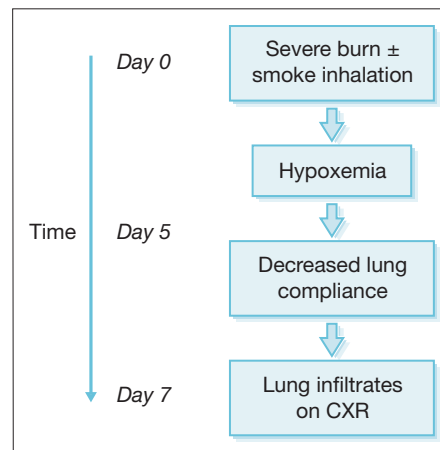 Day 0
Severe burn ±
smoke inhalation
Hypoxemia
Time
Day 5
Decreased lung
compliance
Day 7
Lung infiltrates
on CXR